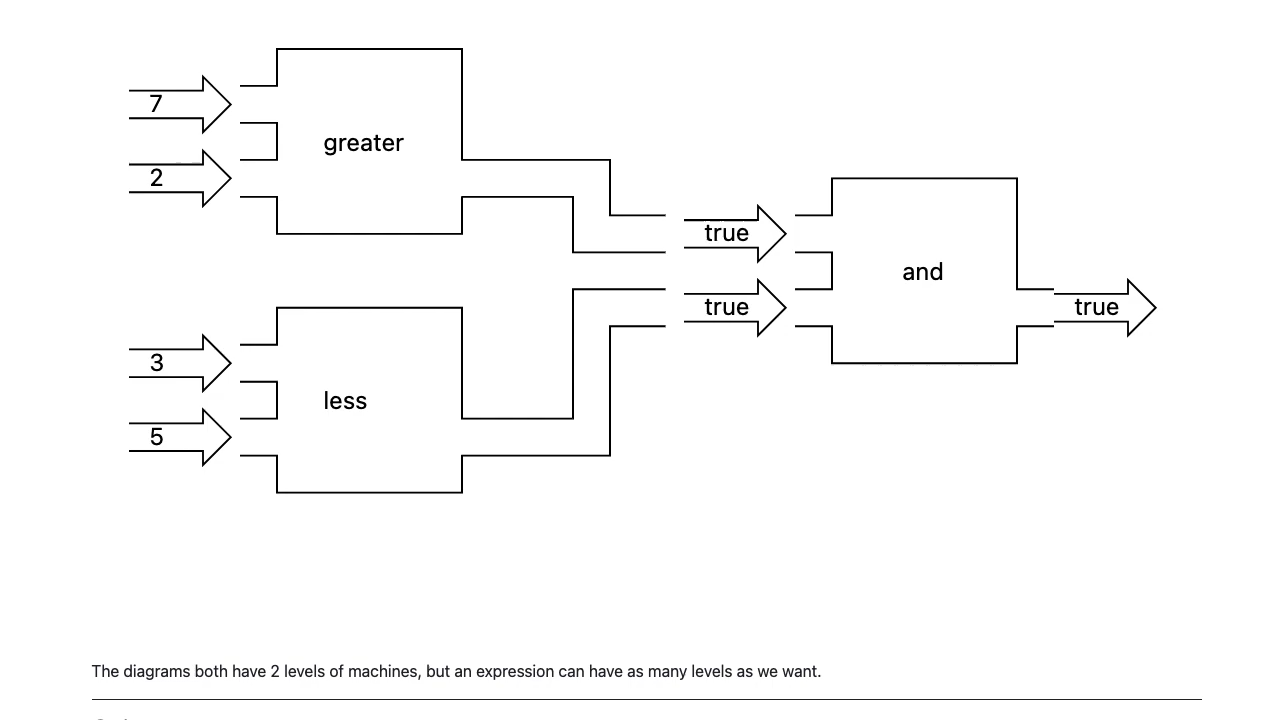 7
greater
2
true
and
true
true
3
less
5
The diagrams both have 2 levels of machines, but an expression can have as many levels as we want.